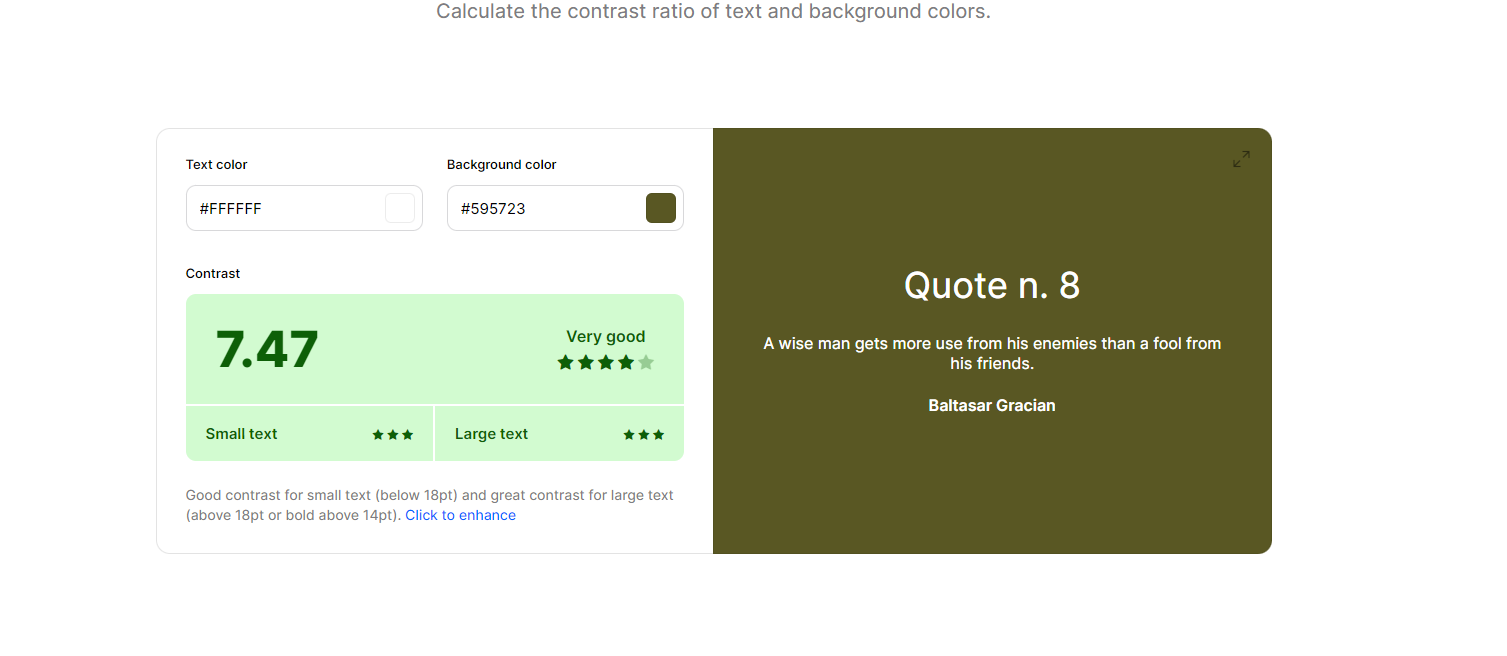 Calculate the contrast ratio of text and background colors.
Text color
Background color
#FFFFFF
#595723
Contrast
7.47
Very good
Small text
Large text
Good contrast for small text (below 18pt) and great contrast for large text
(above 18pt or bold above 14pt). Click to enhance
Quote n. 8
A wise man gets more use from his enemies than a fool from
his friends.
Baltasar Gracian